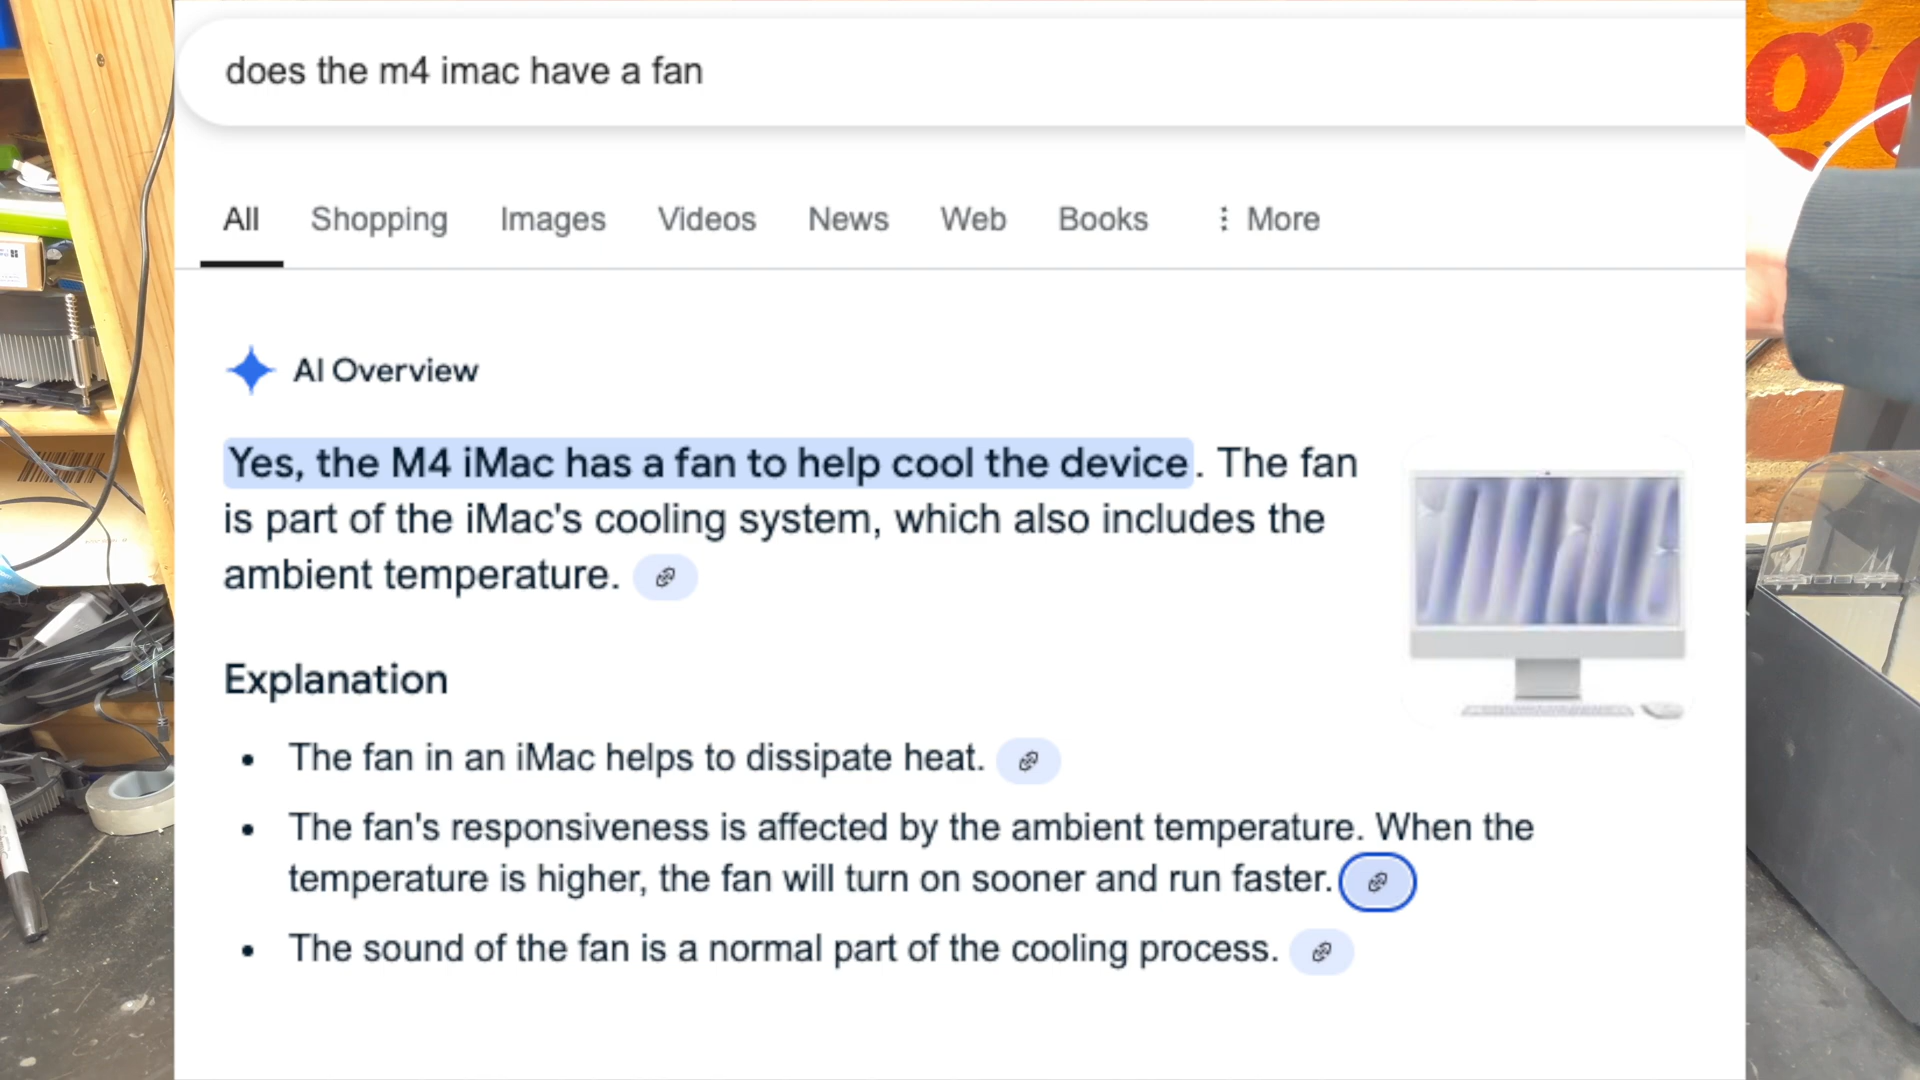 does the m4 imac have a fan
All Shopping Images Videos News Web Books More
AI Overview
Yes, the M4 iMac has a fan to help cool the device. The fan
is part of the iMac's cooling system, which also includes the
ambient temperature.
Explanation
• The fan in an iMac helps to dissipate heat.
• The fan's responsiveness is affected by the ambient temperature. When the
temperature is higher, the fan will turn on sooner and run faster.
• The sound of the fan is a normal part of the cooling process.